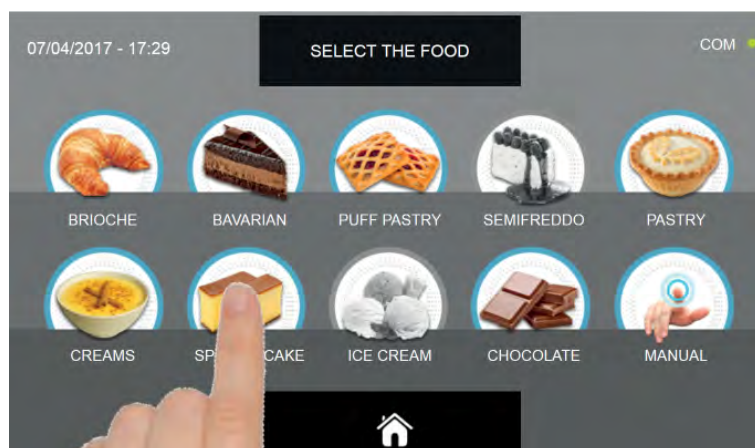 07/04/2017 - 17:29
SELECT THE FOOD
COM
BRIOCHE
BAVARIAN
PUFF PASTRY
SEMIFREDDO
PASTRY
CREAMS
CAKE
ICE CREAM
CHOCOLATE
MANUAL